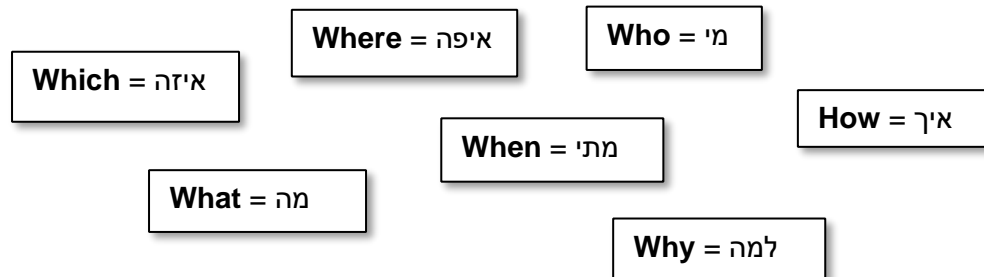 Where = איפה
Who = מי
Which = איזה
How = איך
When = מתי
What = מה
Why = למה